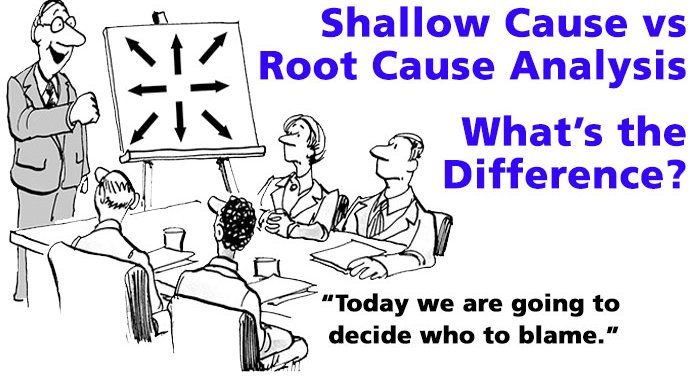 Shallow Cause vs
Root Cause Analysis
What's the
Difference?
“Today we are going to
decide who to blame.”